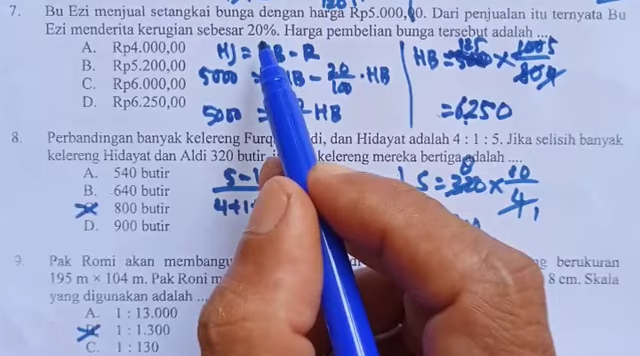 7. Bu Ezi menjual setangkai bunga dengan harga Rp5.000,00. Dari penjualan itu ternyata Bu
Ezi menderita kerugian sebesar 20%. Harga pembelian bunga tersebut adalah ...
A. Rp4.000,00
B. Rp5.200,00
C. Rp6.000,00
D. Rp6.250,00
HJ = HB - R
5000 = HB - 20/100 . HB
5000 = HB
HB = × 100 5
= 6250
8. Perbandingan banyak kelereng Furq di, dan Hidayat adalah 4 : 1 : 5. Jika selisih banyak
kelereng Hidayat dan Aldi 320 butir, kelereng mereka bertiga adalah ....
A. 540 butir
B. 640 butir
800 butir
D. 900 butir
5-1
4+1
S = 320 × 10/4
9. Pak Romi akan membangu berukuran
195 m × 104 m. Pak Roni m 8 cm. Skala
yang digunakan adalah ...
A. 1 : 13.000
1 : 1.300
C. 1 : 130